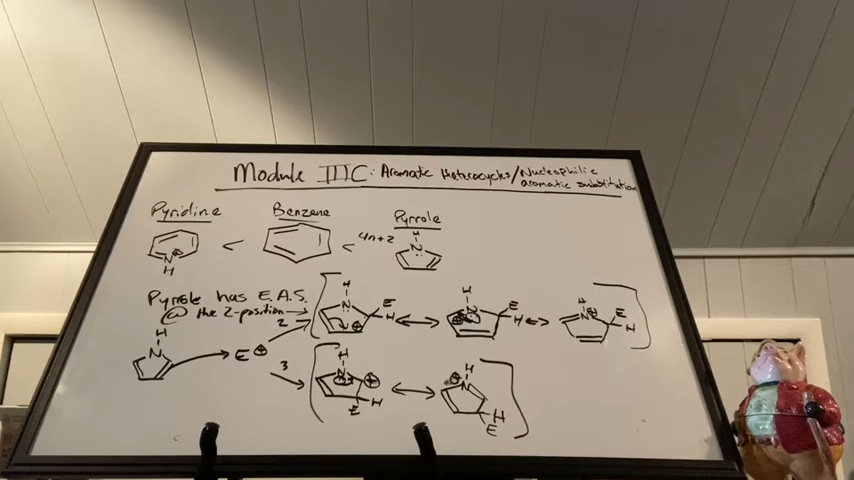 Module IIIC: Aromatic Heterocycles/Nucleophilic
aromatic substitution
Pyridine Benzene Pyrrole
N⊕ H < < 4n+2 H N
Pyrrole has E.A.S.
@ the 2-position →
H N E⊕ 2 3
H N E H ⊕ ↔ H N E H ⊕ ↔ H N⊕ E H
H N ⊕ E H ↔ ⊕ H N H E